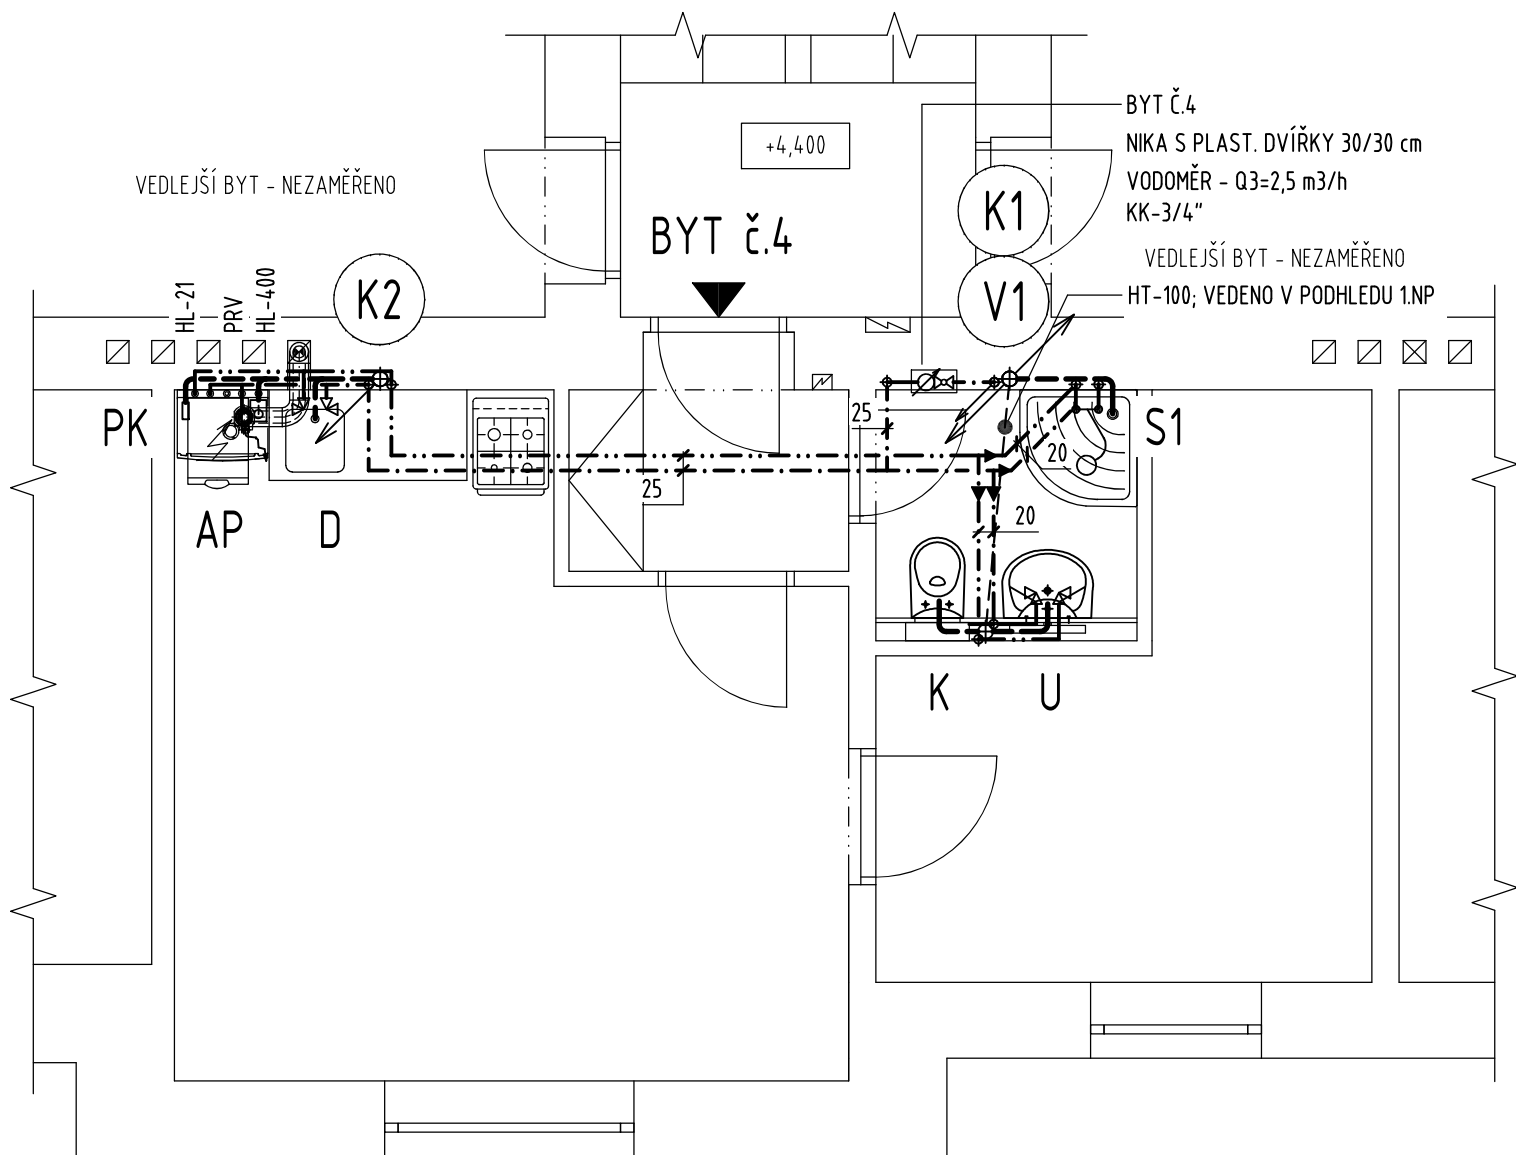 BYT Č.4
NIKA S PLAST. DVÍŘKY 30/30 cm
VODOMĚR - Q3=2,5 m3/h
KK-3/4"
+4,400
VEDLEJŠÍ BYT - NEZAMĚŘENO
K1
BYT č.4
VEDLEJŠÍ BYT - NEZAMĚŘENO
HT-100; VEDENO V PODHLEDU 1.NP
V1
K2
HL-21
PRV
HL-400
PK
25
S1
20
25
20
AP
D
K
U